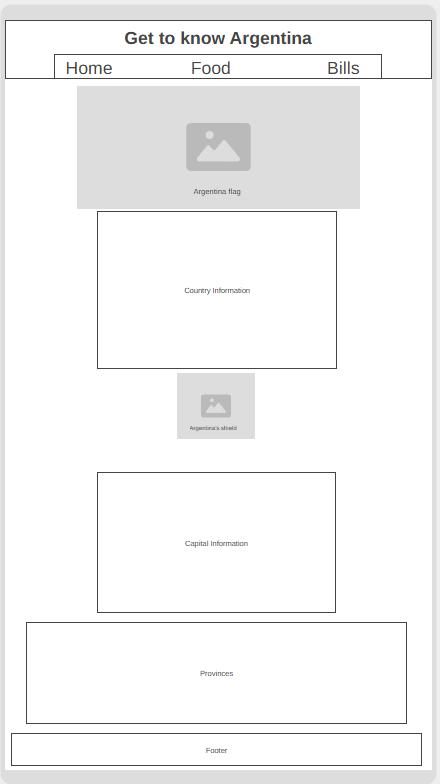 Get to know Argentina
Home Food Bills
Argentina flag
Country Information
Argentina's shield
Capital Information
Provinces
Footer